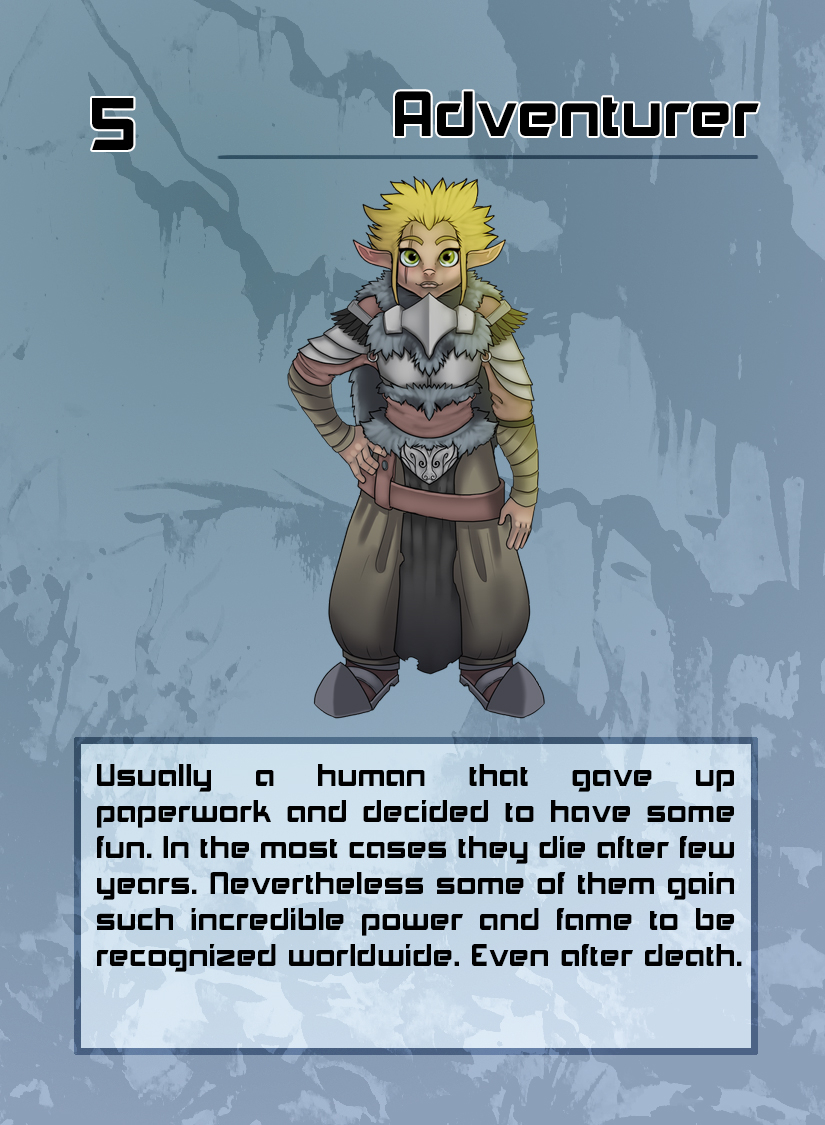 5
Adventurer
Usually a human that gave up
paperwork and decided to have some
fun. In the most cases they die after few
years. Nevertheless some of them gain
such incredible power and fame to be
recognized worldwide. Even after death.